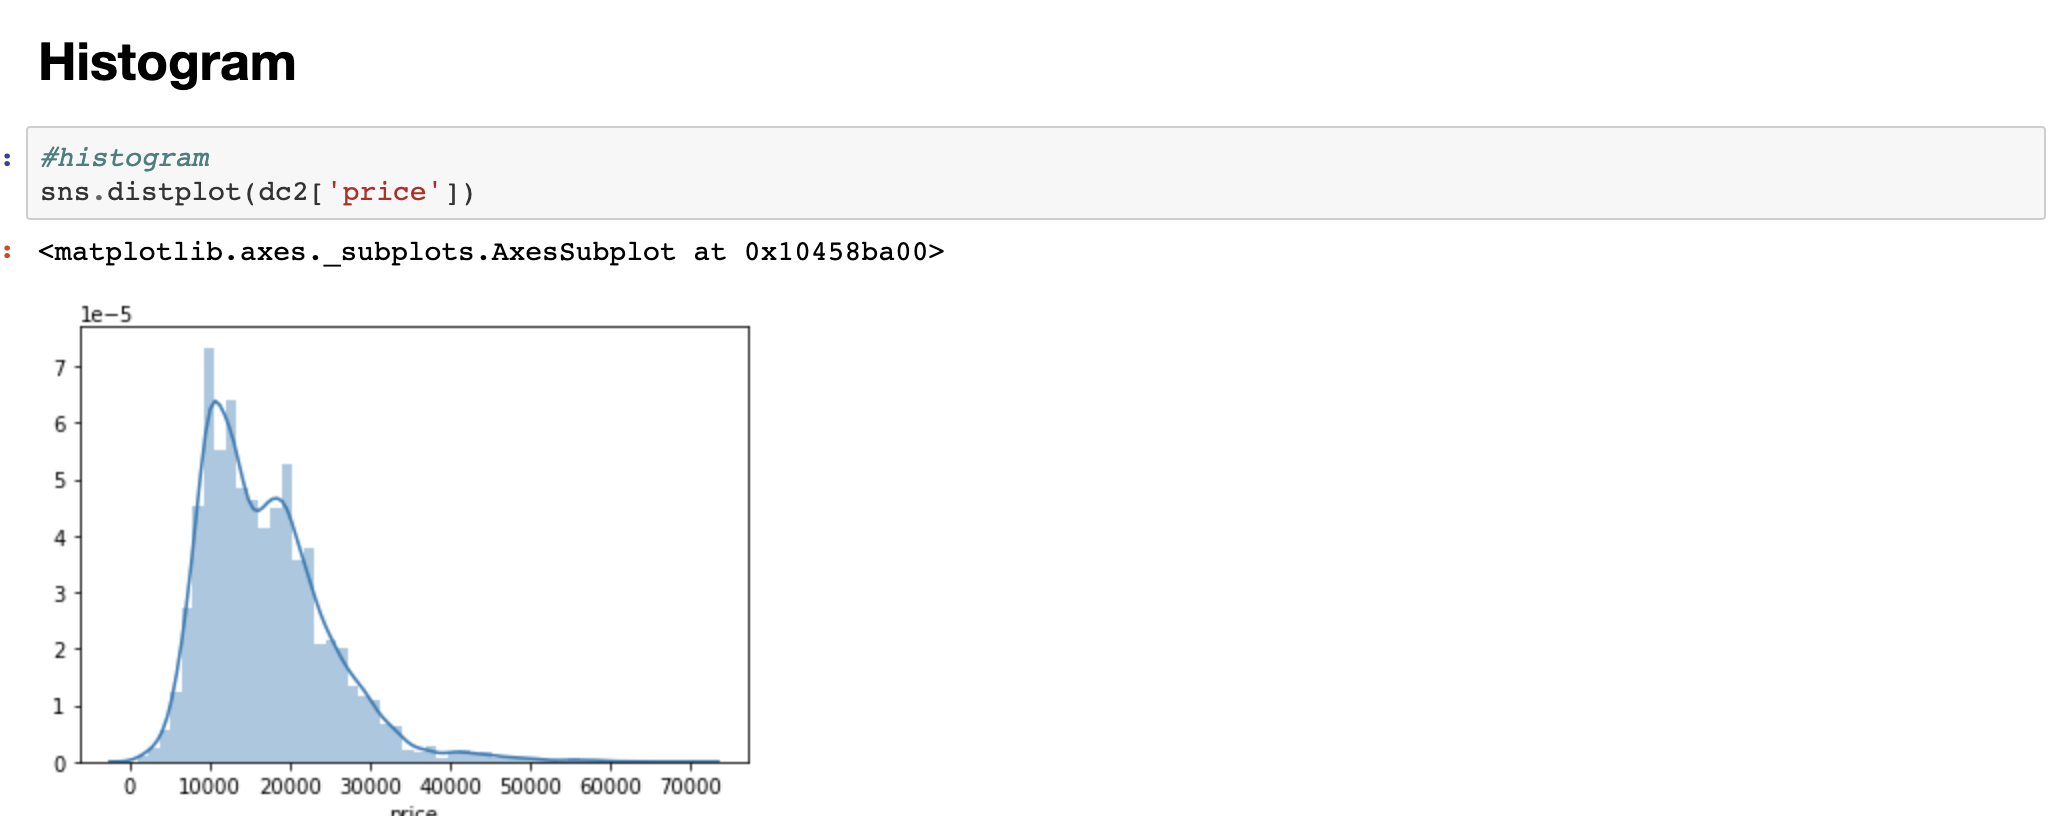 Histogram
:
#histogram
sns.distplot(dc2['price'])
:
<matplotlib.axes._subplots.AxesSubplot at 0x10458ba00>
1e−5
7
6
5
4
3
2
1
0
0 10000 20000 30000 40000 50000 60000 70000
price